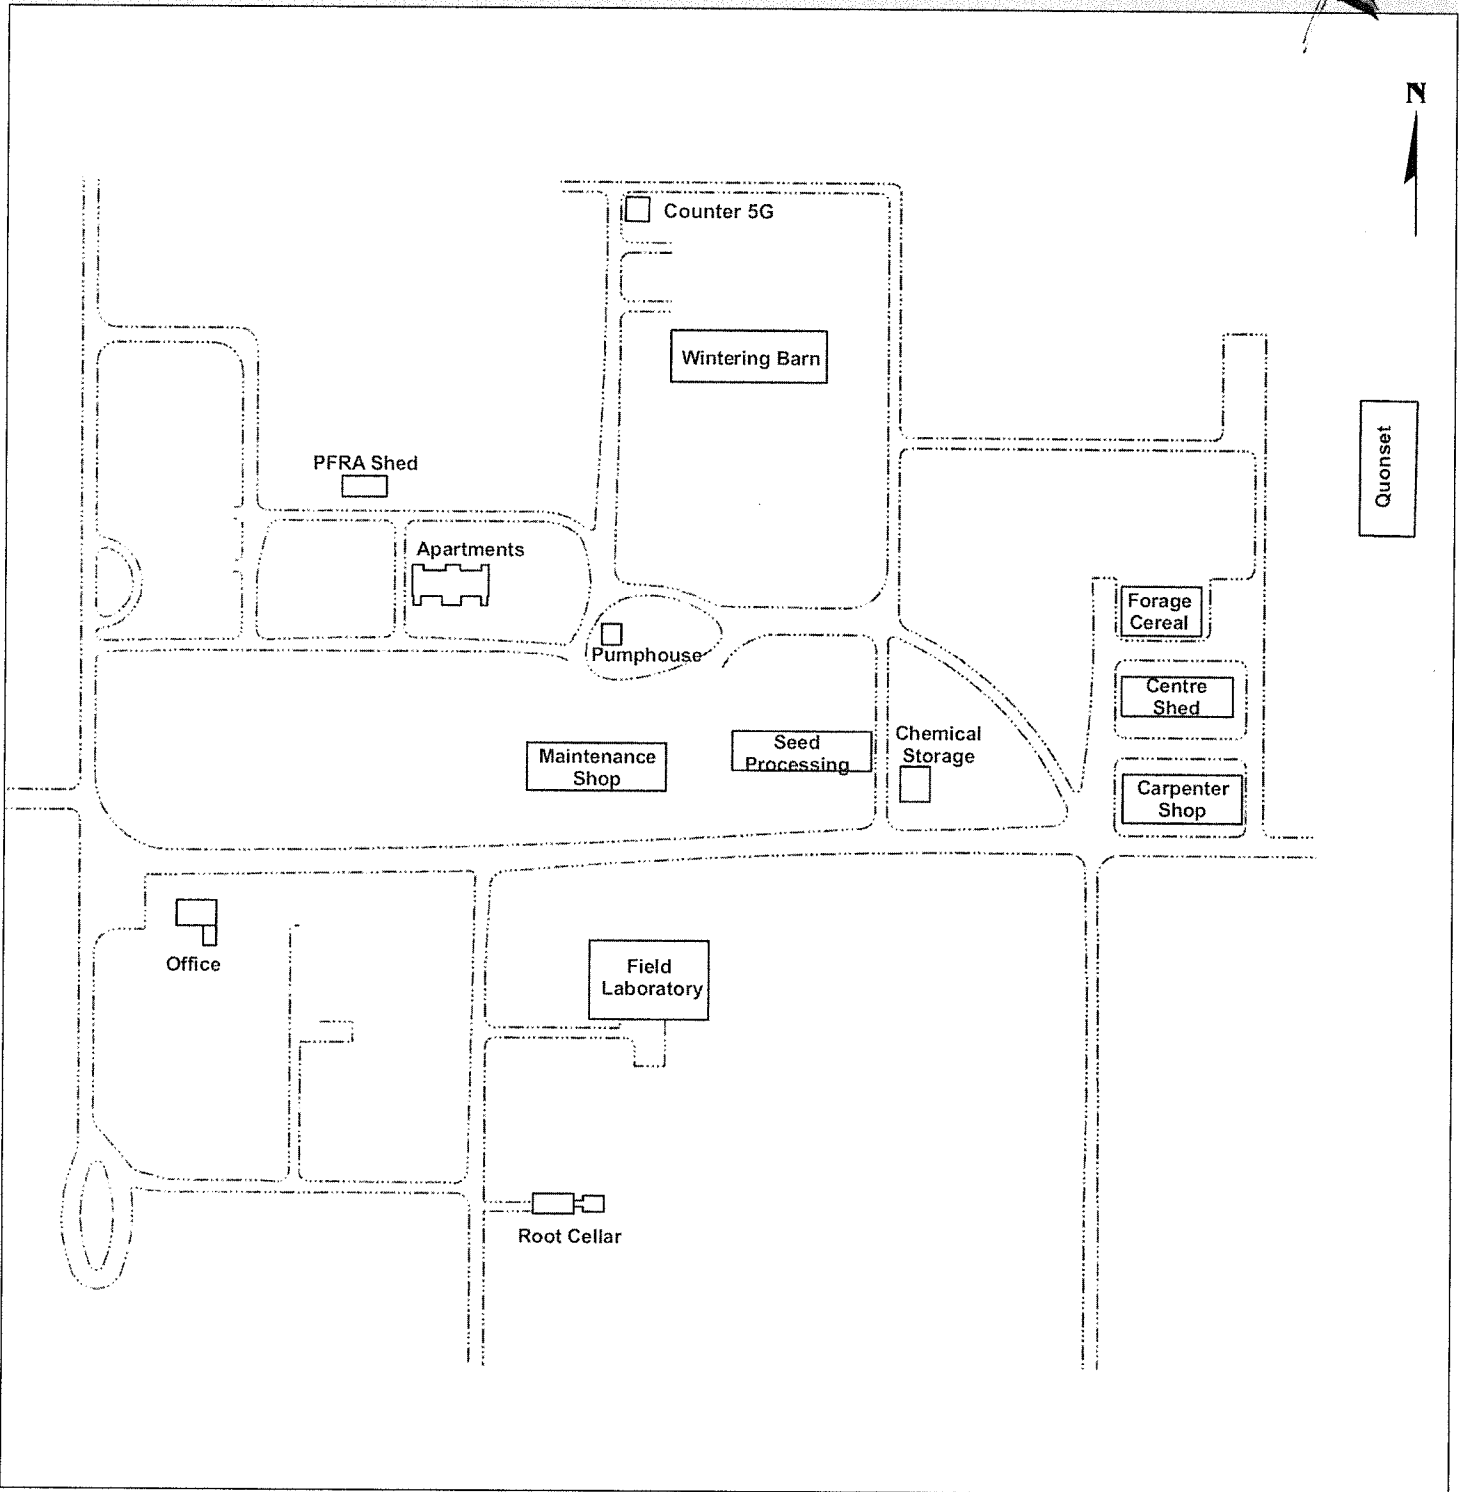 N
Counter 5G
Wintering Barn
Quonset
PFRA Shed
Apartments
Forage
Cereal
Pumphouse
Centre
Shed
Chemical
Storage
Seed
Processing
Maintenance
Shop
Carpenter
Shop
Office
Field
Laboratory
Root Cellar